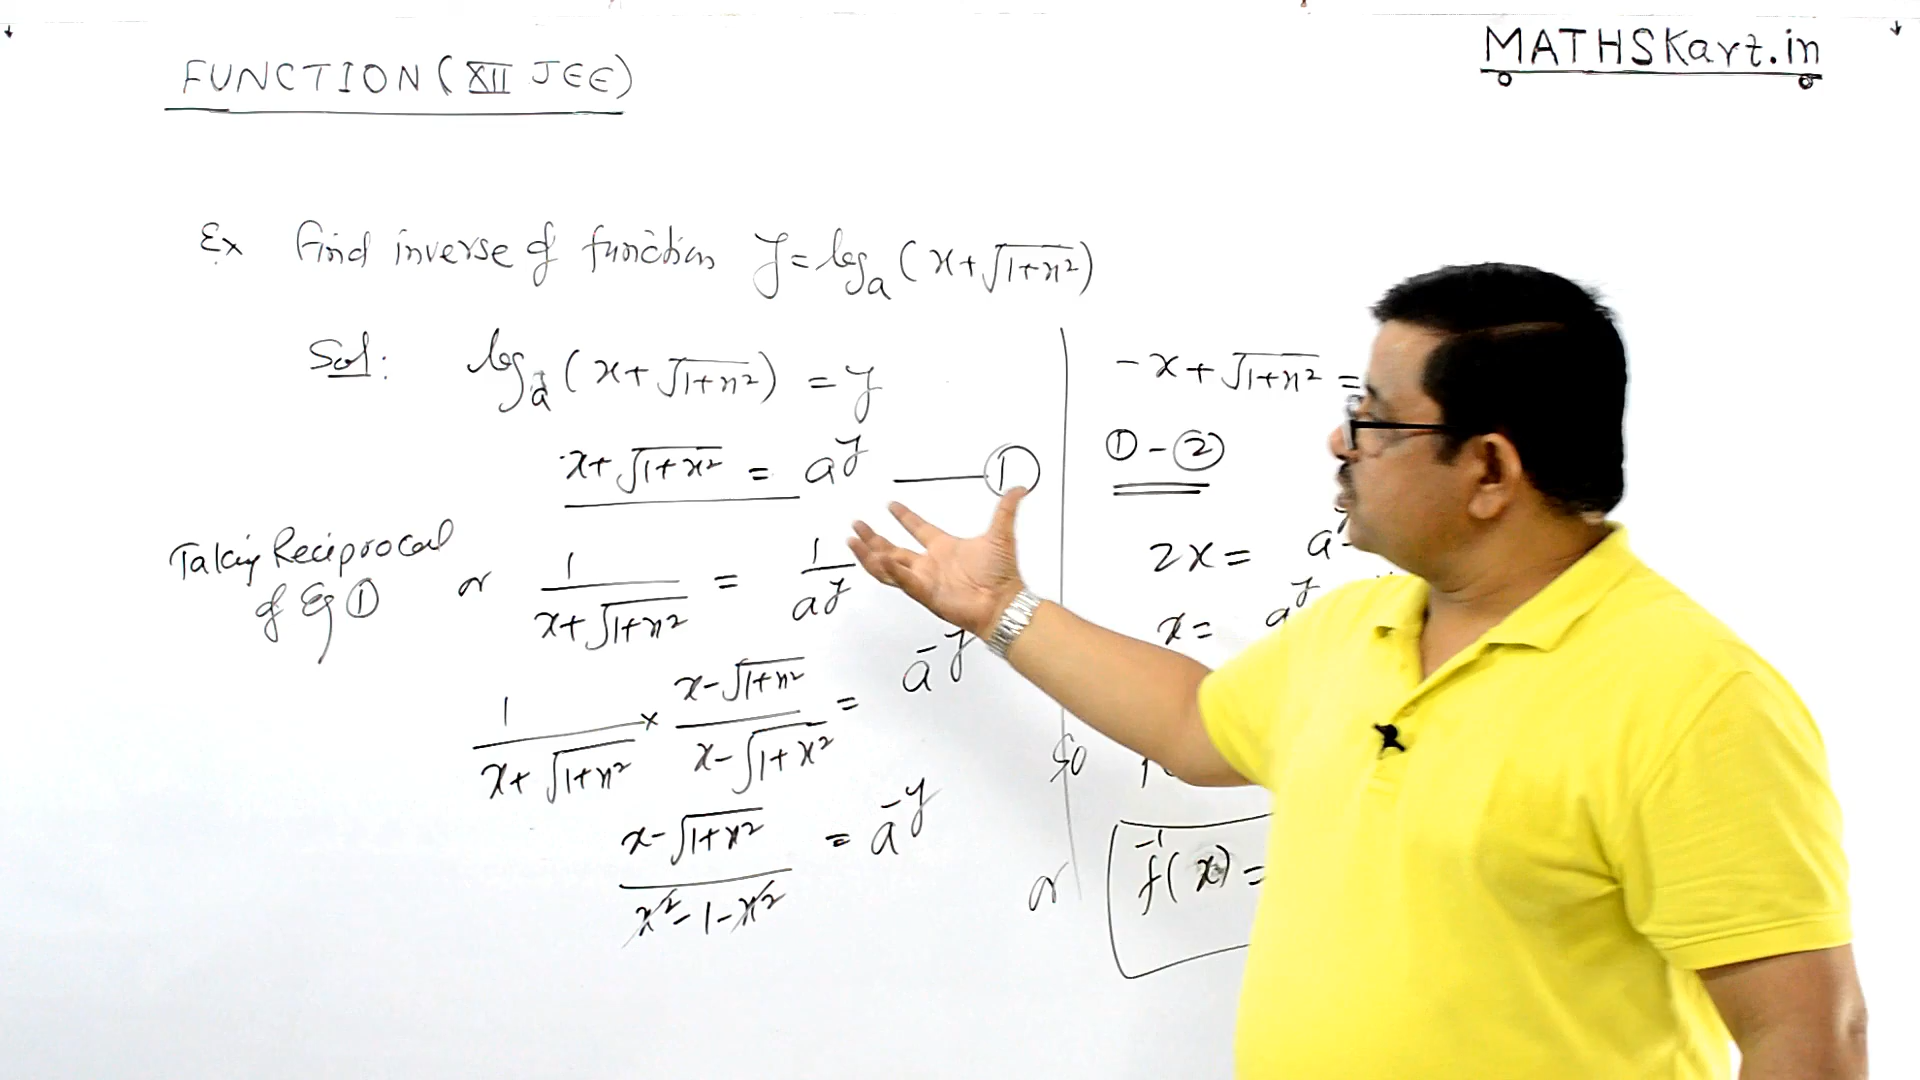 FUNCTION (XII JEE)
MATHSKart.in
Ex Find inverse of function y = logₐ (x + √1+x²)
Sol: logₐ (x + √1+x²) = y
x + √1+x² = a^y —— ①
Taking Reciprocal
of Eq ①
or 1/(x + √1+x²) = 1/a^y
1/(x + √1+x²) × (x - √1+x²)/(x - √1+x²) = a^-y
(x - √1+x²)/(x² - 1 - x²) = a^-y
-x + √1+x² =
① - ②
2x = a^y
x = a^y
So
or f⁻¹(x) =